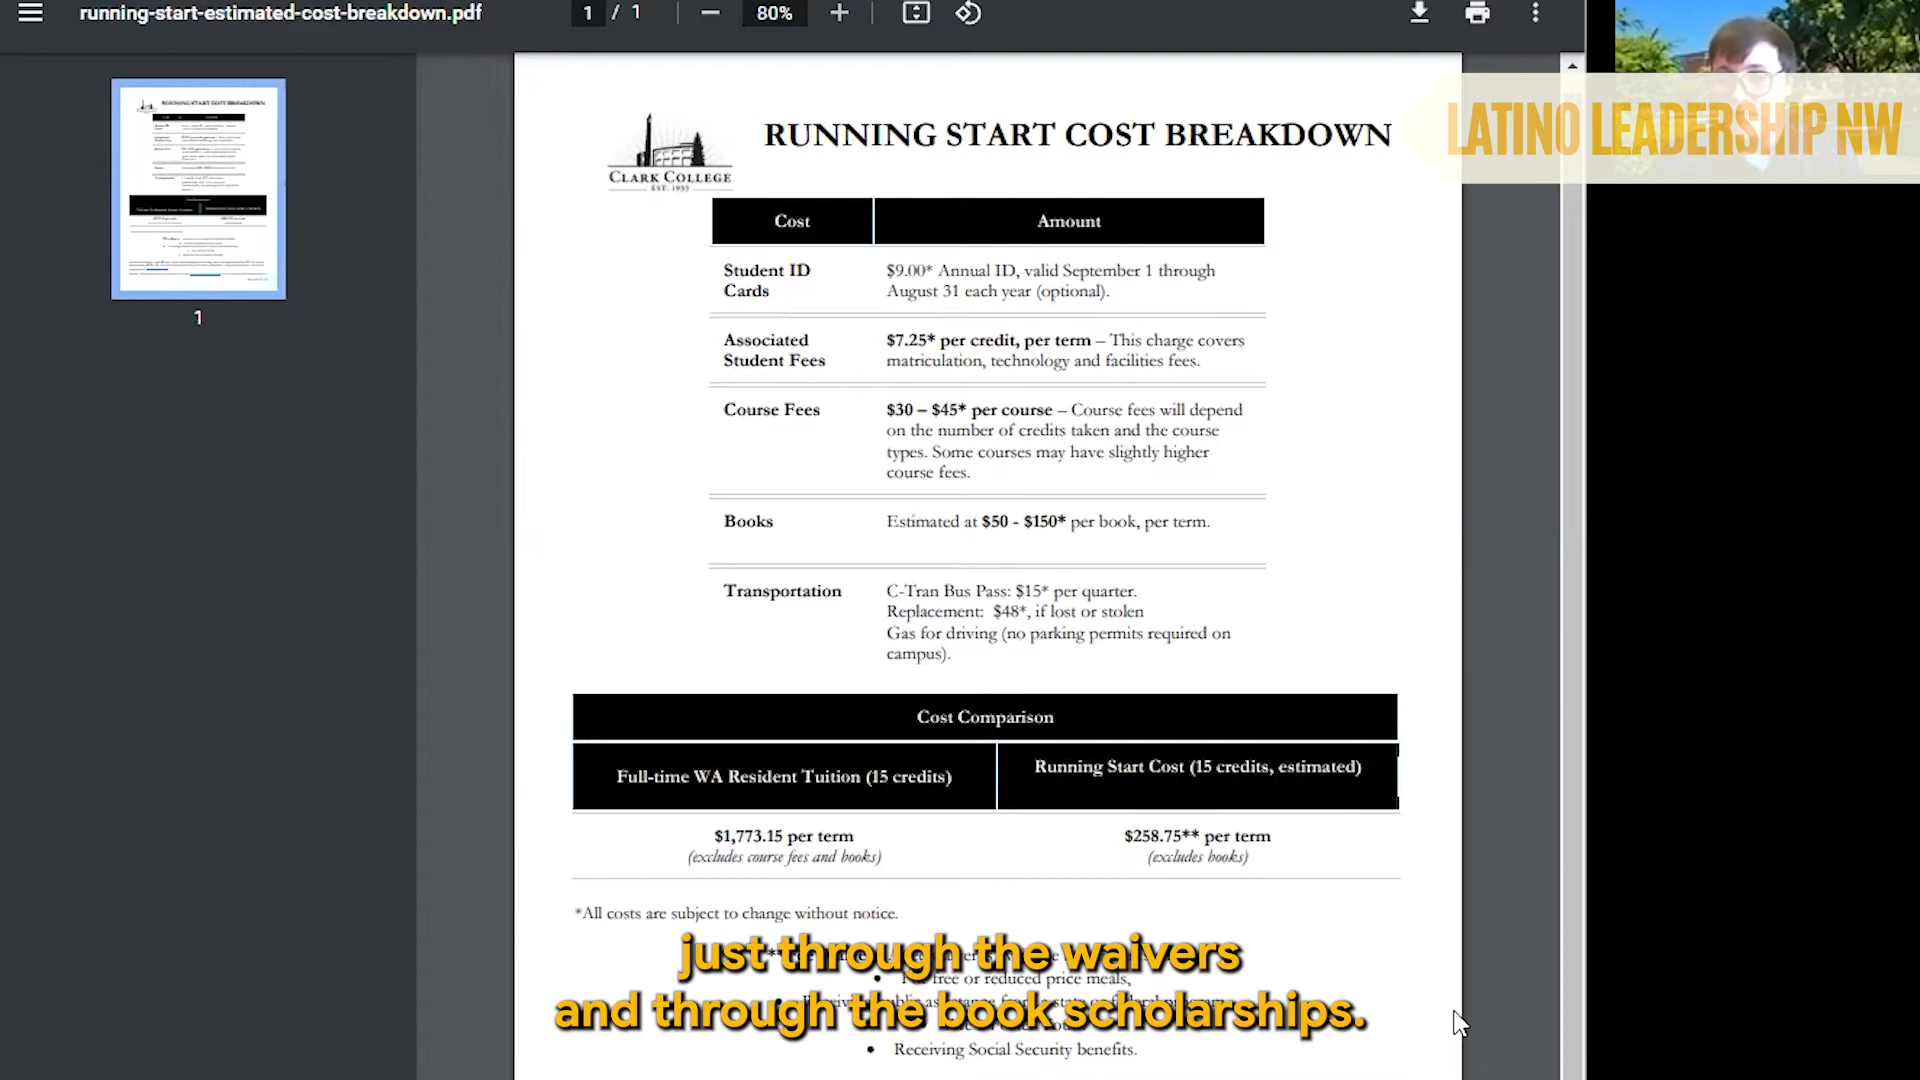 running-start-estimated-cost-breakdown.pdf
1 / 1
80%
LATINO LEADERSHIP NW
RUNNING START COST BREAKDOWN
CLARK COLLEGE
EST. 1933
Cost Amount
Student ID Cards
$9.00* Annual ID, valid September 1 through
August 31 each year (optional).
Associated Student Fees
$7.25* per credit, per term – This charge covers
matriculation, technology and facilities fees.
Course Fees
$30 – $45* per course – Course fees will depend
on the number of credits taken and the course
types. Some courses may have slightly higher
course fees.
Books
Estimated at $50 - $150* per book, per term.
Transportation
C-Tran Bus Pass: $15* per quarter.
Replacement: $48*, if lost or stolen
Gas for driving (no parking permits required on
campus).
Cost Comparison
Full-time WA Resident Tuition (15 credits)
Running Start Cost (15 credits, estimated)
$1,773.15 per term
(excludes course fees and books)
$258.75** per term
(excludes books)
*All costs are subject to change without notice.
free or reduced price meals,
• Receiving Social Security benefits.
just through the waivers
and through the book scholarships.
1